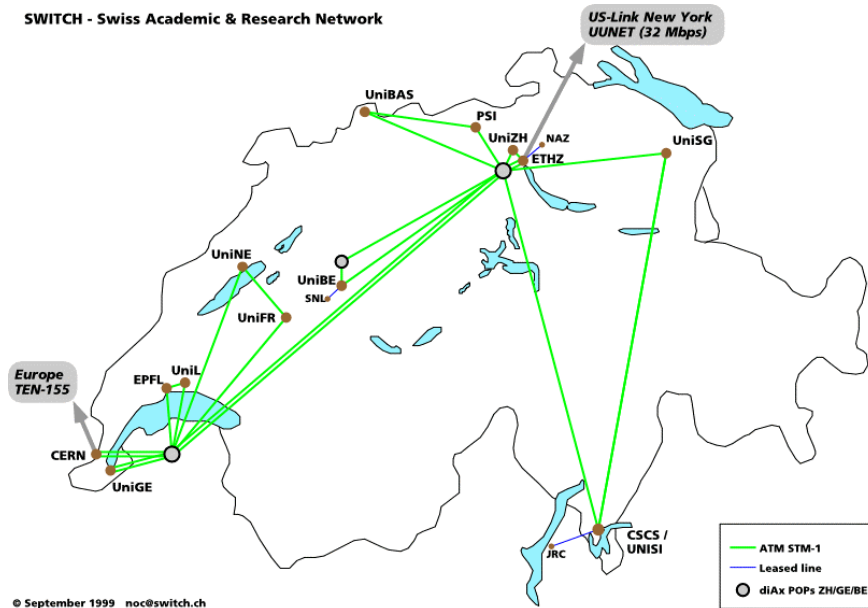 SWITCH - Swiss Academic & Research Network
US-Link New York
UUNET (32 Mbps)
UniBAS
PSI
UniZH
NAZ
ETHZ
UniSG
UniNE
UniBE
SNL
UniFR
Europe
TEN-155
EPFL
UniL
CERN
UniGE
CSCS /
UNISI
JRC
ATM STM-1
Leased line
diAx POPs ZH/GE/BE
© September 1999 noc@switch.ch